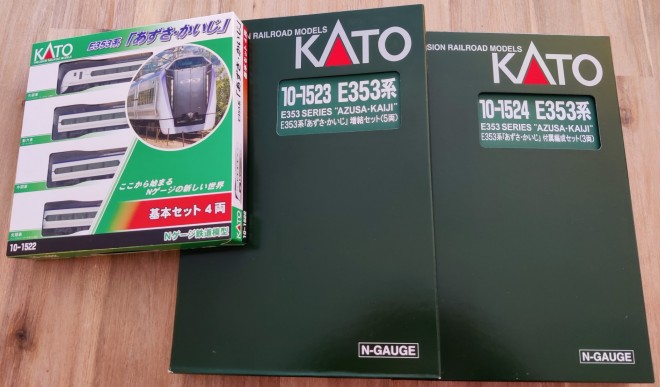 KATO
E353系「あずさ・かいじ」
ここから始まる
Nゲージの新しい世界
基本セット 4両
10-1522
Nゲージ鉄道模型
KATO
10-1522
RAILROAD MODELS
KATO
10-1523 E353系
E353 SERIES "AZUSA・KAIJI"
E353系「あずさ・かいじ」増結セット(5両)
N-GAUGE
SION RAILROAD MODELS
KATO
10-1524 E353系
E353 SERIES "AZUSA・KAIJI"
E353系「あずさ・かいじ」付属編成セット(3両)
N-GAUGE